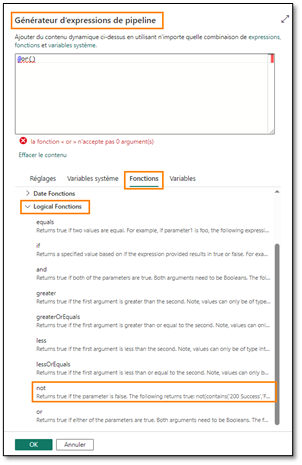 Générateur d'expressions de pipeline
Ajouter du contenu dynamique ci-dessus en utilisant n'importe quelle combinaison de expressions,
fonctions et variables système.
@or()
la fonction « or » n'accepte pas 0 argument(s)
Effacer le contenu
Réglages Variables système Fonctions Variables
Date Fonctions
Logical Fonctions
equals
Returns true if two values are equal. For example, if parameter1 is foo, the following expressi...
if
Returns a specified value based on if the expression provided results in true or false. For exa...
and
Returns true if both of the parameters are true. Both arguments need to be Booleans. The fol...
greater
Returns true if the first argument is greater than the second. Note, values can only be of type...
greaterOrEquals
Returns true if the first argument is greater than or equal to the second. Note, values can onl...
less
Returns true if the first argument is less than the second. Note, values can only be of type int...
lessOrEquals
Returns true if the first argument is less than or equal to the second. Note, values can only b...
not
Returns true if the parameter is false. The following returns true: not(contains('200 Success','F...
or
Returns true if either of the parameters are true. Both arguments need to be Booleans. The f...
OK Annuler